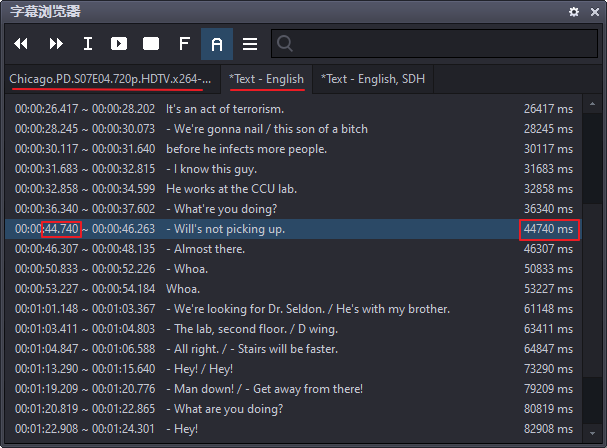 字幕浏览器
I F A
Chicago.PD.S07E04.720p.HDTV.x264-... *Text - English *Text - English, SDH
00:00:26.417 ~ 00:00:28.202 It's an act of terrorism. 26417 ms
00:00:28.245 ~ 00:00:30.073 - We're gonna nail / this son of a bitch 28245 ms
00:00:30.117 ~ 00:00:31.640 before he infects more people. 30117 ms
00:00:31.683 ~ 00:00:32.815 - I know this guy. 31683 ms
00:00:32.858 ~ 00:00:34.599 He works at the CCU lab. 32858 ms
00:00:36.340 ~ 00:00:37.602 - What're you doing? 36340 ms
00:00:44.740 ~ 00:00:46.263 - Will's not picking up. 44740 ms
00:00:46.307 ~ 00:00:48.135 - Almost there. 46307 ms
00:00:50.833 ~ 00:00:52.226 - Whoa. 50833 ms
00:00:53.227 ~ 00:00:54.184 Whoa. 53227 ms
00:01:01.148 ~ 00:01:03.367 - We're looking for Dr. Seldon. / He's with my brother. 61148 ms
00:01:03.411 ~ 00:01:04.803 - The lab, second floor. / D wing. 63411 ms
00:01:04.847 ~ 00:01:06.588 - All right. / - Stairs will be faster. 64847 ms
00:01:13.290 ~ 00:01:15.640 - Hey! / Hey! 73290 ms
00:01:19.209 ~ 00:01:20.776 - Man down! / - Get away from there! 79209 ms
00:01:20.819 ~ 00:01:22.865 - What are you doing? 80819 ms
00:01:22.908 ~ 00:01:24.301 - Hey! 82908 ms